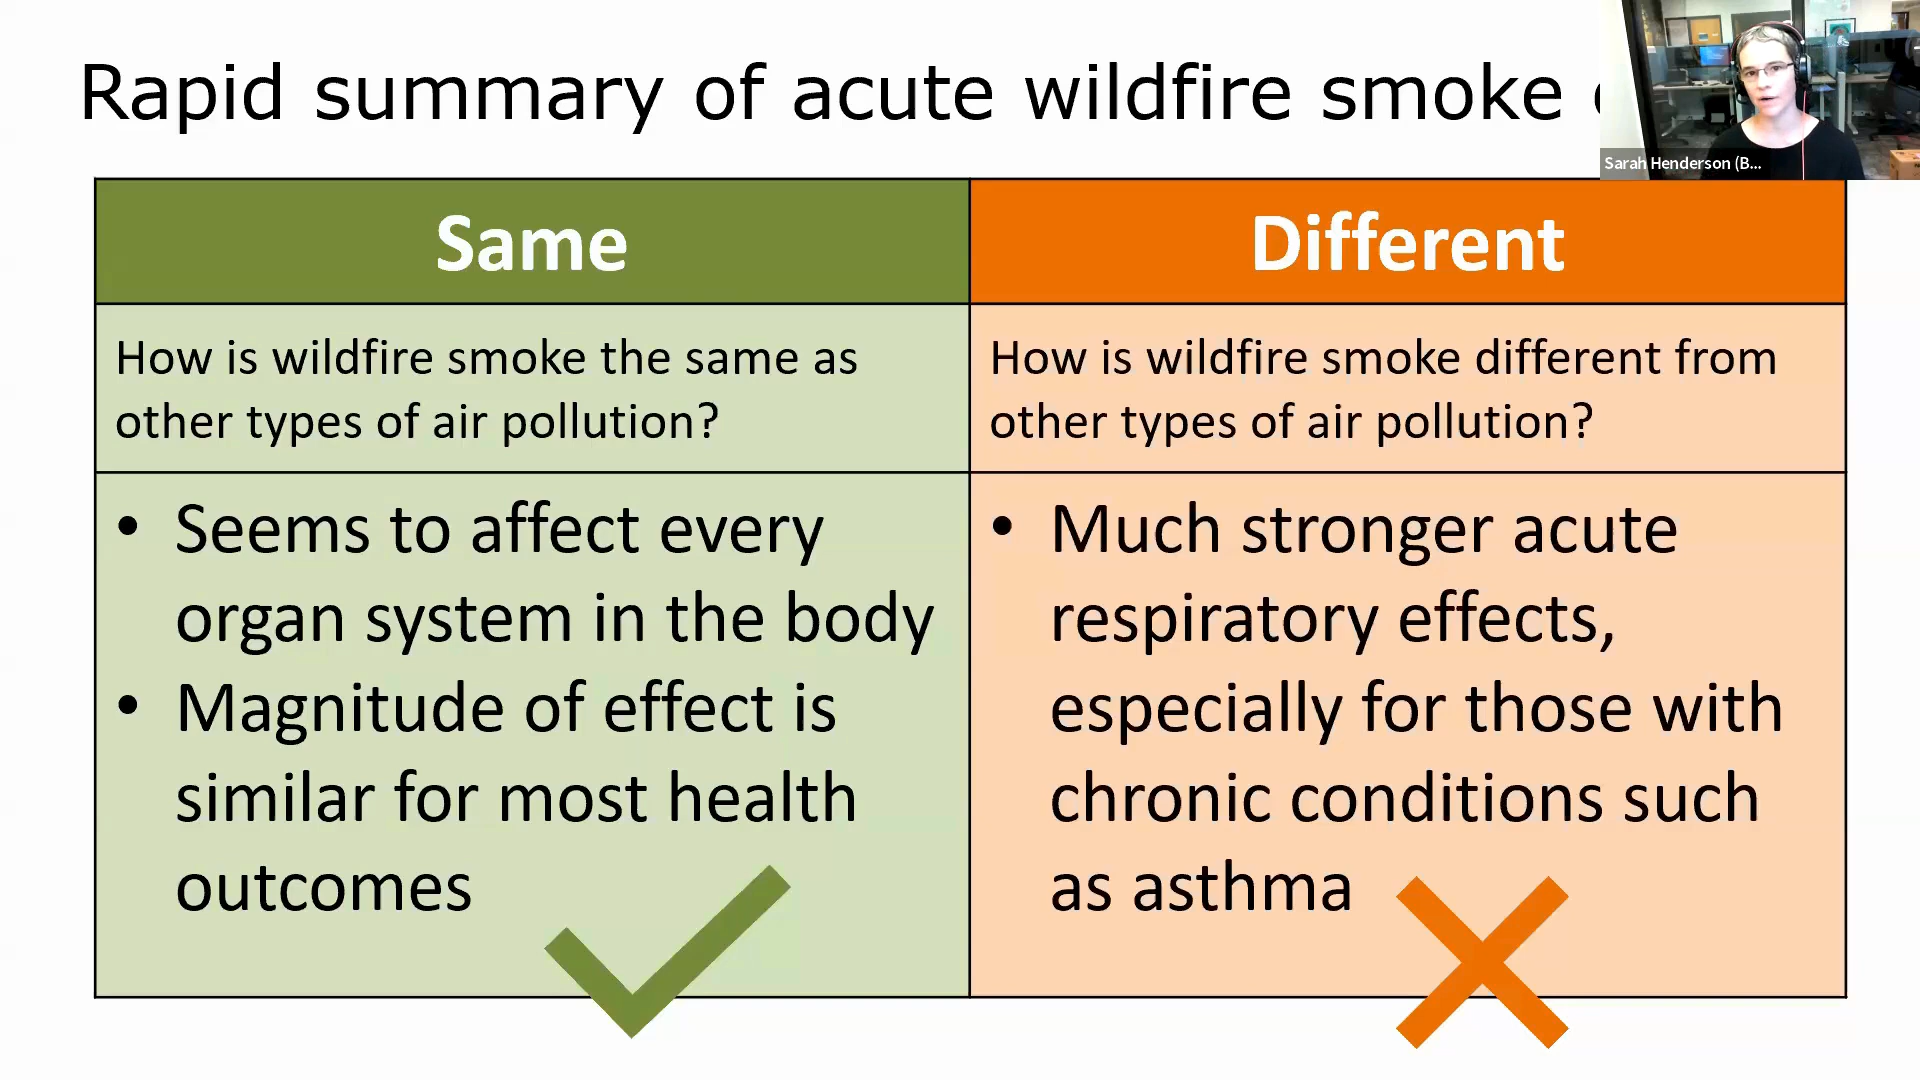 Rapid summary of acute wildfire smoke
Sarah Henderson (B...
Same
Different
How is wildfire smoke the same as
other types of air pollution?
How is wildfire smoke different from
other types of air pollution?
• Seems to affect every
organ system in the body
• Magnitude of effect is
similar for most health
outcomes
• Much stronger acute
respiratory effects,
especially for those with
chronic conditions such
as asthma